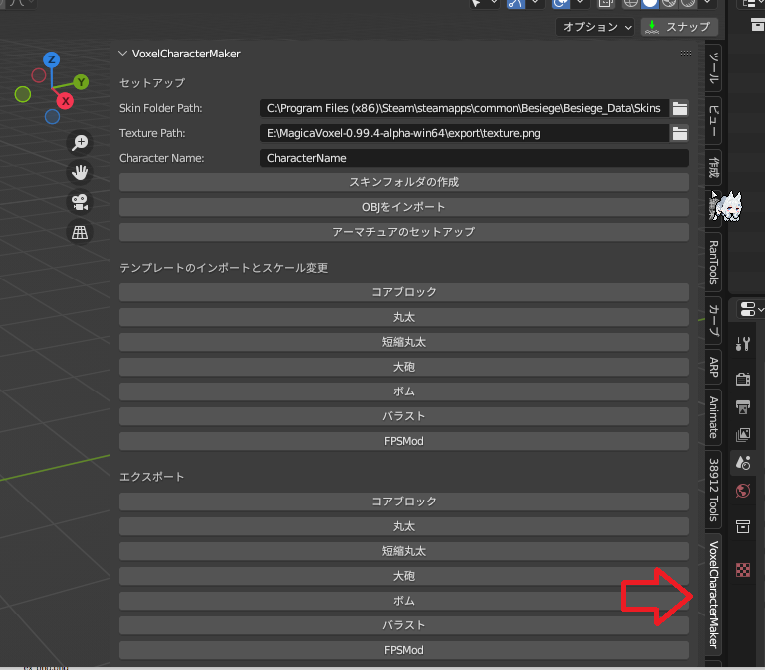 オプション
スナップ
Z
Y
X
VoxelCharacterMaker
セットアップ
Skin Folder Path:
C:\Program Files (x86)\Steam\steamapps\common\Besiege\Besiege_Data\Skins
Texture Path:
E:\MagicaVoxel-0.99.4-alpha-win64\export\texture.png
Character Name:
CharacterName
スキンフォルダの作成
OBJをインポート
アーマチュアのセットアップ
テンプレートのインポートとスケール変更
コアブロック
丸太
短縮丸太
大砲
ボム
バラスト
FPSMod
エクスポート
コアブロック
丸太
短縮丸太
大砲
ボム
バラスト
FPSMod
ツール
ビュー
作成
RanTools
カーブ
ARP
Animate
38912 Tools
VoxelCharacterMaker